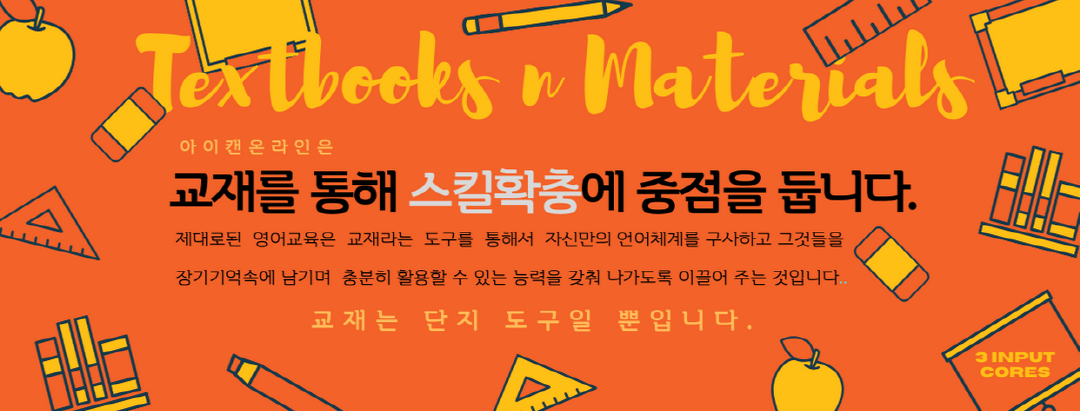 Textbooks n Materials
아이캔온라인은
교재를 통해 스킬확충에 중점을 둡니다.
제대로된 영어교육은 교재라는 도구를 통해서 자신만의 언어체계를 구사하고 그것들을
장기기억속에 남기며 충분히 활용할 수 있는 능력을 갖춰 나가도록 이끌어 주는 것입니다..
교재는 단지 도구일 뿐입니다.
3 INPUT
CORES